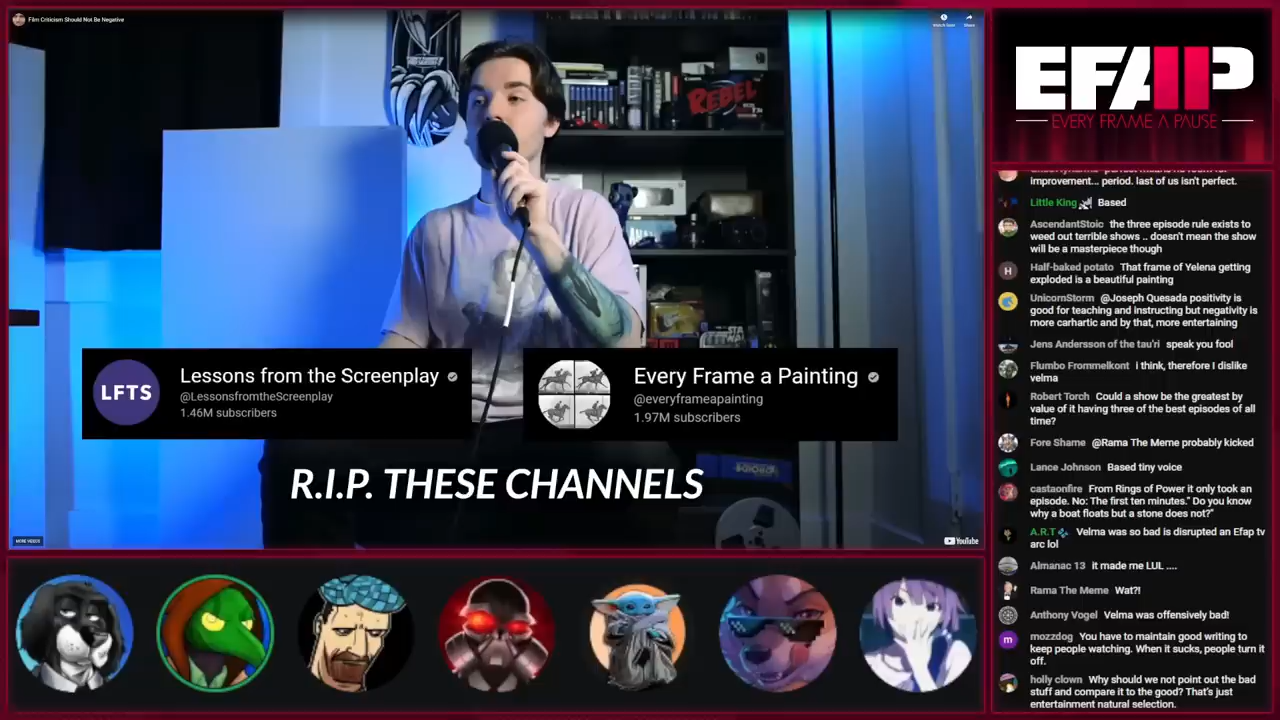 Film Criticism Should Not Be Negative
Watch later
Share
REBEL
STAR
WARS
LFTS
Lessons from the Screenplay
@LessonsfromtheScreenplay
1.46M subscribers
Every Frame a Painting
@everyframeapainting
1.97M subscribers
R.I.P. THESE CHANNELS
MORE VIDEOS
YouTube
EFAP
EVERY FRAME A PAUSE
improvement... period. last of us isn't perfect.
Little King Based
AscendantStoic the three episode rule exists to
weed out terrible shows .. doesn't mean the show
will be a masterpiece though
H
Half-baked potato That frame of Yelena getting
exploded is a beautiful painting
UnicornStorm @Joseph Quesada positivity is
good for teaching and instructing but negativity is
more carhartic and by that, more entertaining
Jens Andersson of the tau'ri speak you fool
Flumbo Frommelkont i think, therefore I dislike
velma
Robert Torch Could a show be the greatest by
value of it having three of the best episodes of all
time?
Fore Shame @Rama The Meme probably kicked
Lance Johnson Based tiny voice
castaonfire From Rings of Power it only took an
episode. No: The first ten minutes." Do you know
why a boat floats but a stone does not?"
A.R.T Velma was so bad is disrupted an Efap tv
arc lol
Almanac 13 it made me LUL ....
Rama The Meme Wat?!
Anthony Vogel Velma was offensively bad!
m
mozzdog You have to maintain good writing to
keep people watching. When it sucks, people turn it
off.
holly clown Why should we not point out the bad
stuff and compare it to the good? That's just
entertainment natural selection.